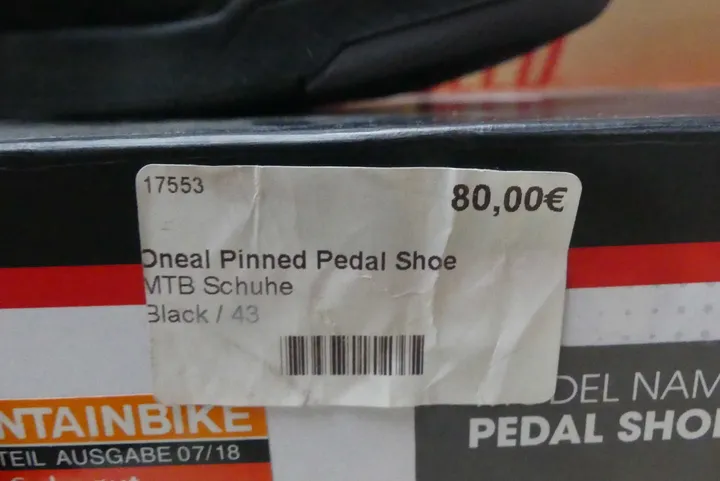 17553
80,00€
Oneal Pinned Pedal Shoe
MTB Schuhe
Black / 43
MODEL NAM
PEDAL SHO
NTAINBIKE
TEIL AUSGABE 07/18